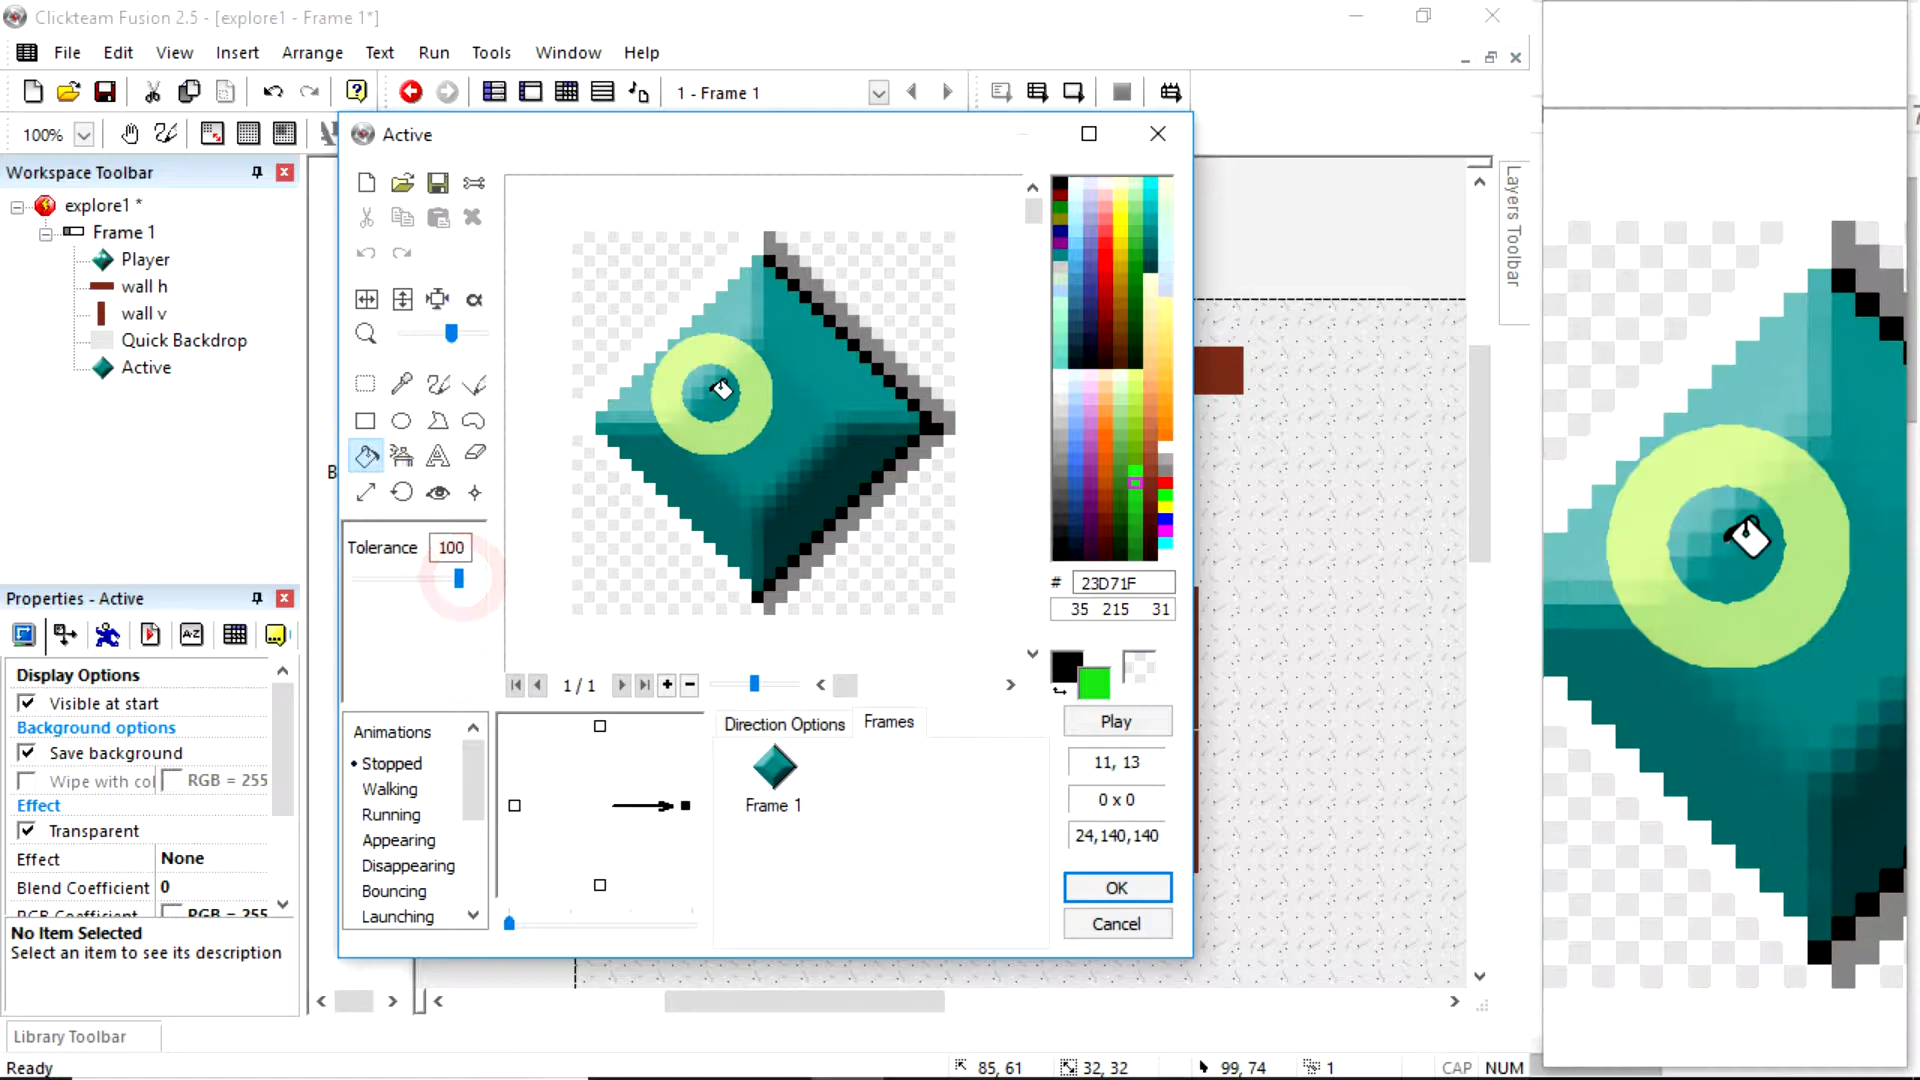 Clickteam Fusion 2.5 - [explore1 - Frame 1*]
File Edit View Insert Arrange Text Run Tools Window Help
1 - Frame 1
100%
Active
Workspace Toolbar
explore1 *
Frame 1
Player
wall h
wall v
Quick Backdrop
Active
Layers Toolbar
B
Tolerance 100
# 23D71F
35 215 31
Properties - Active
Display Options
Visible at start
Background options
Save background
Wipe with col RGB = 255
Effect
Transparent
Effect None
Blend Coefficient 0
RGB Coefficient RGB = 255
No Item Selected
Select an item to see its description
1 / 1
Animations
Stopped
Walking
Running
Appearing
Disappearing
Bouncing
Launching
Direction Options Frames
Frame 1
Play
11, 13
0 x 0
24,140,140
OK
Cancel
Library Toolbar
Ready 85, 61 32, 32 99, 74 1 CAP NUM